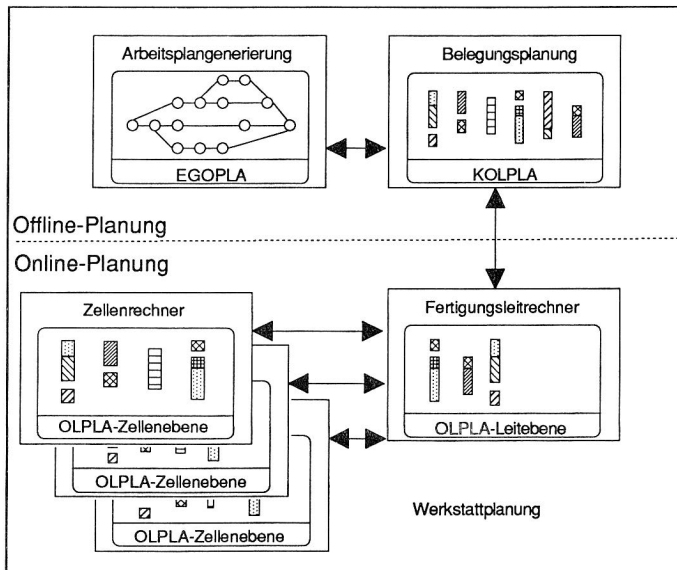 Arbeitsplangenerierung
EGOPLA
Belegungsplanung
KOLPLA
Offline-Planung
Online-Planung
Zellenrechner
OLPLA-Zellenebene
OLPLA-Zellenebene
OLPLA-Zellenebene
Fertigungsleitrechner
OLPLA-Leitebene
Werkstattplanung